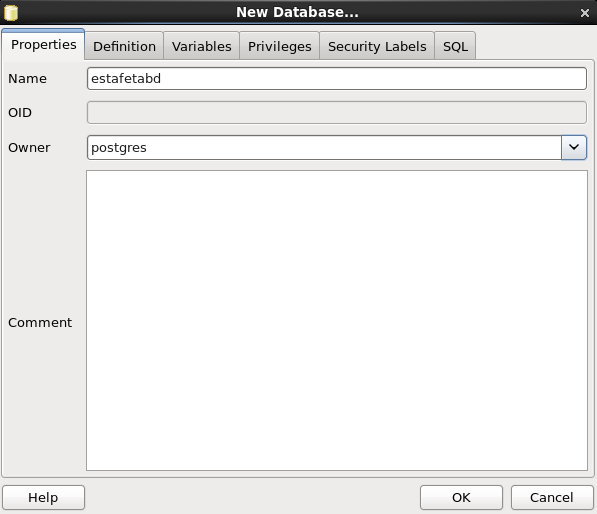 New Database...
Properties Definition Variables Privileges Security Labels SQL
Name estafetabd
OID
Owner postgres
Comment
Help OK Cancel